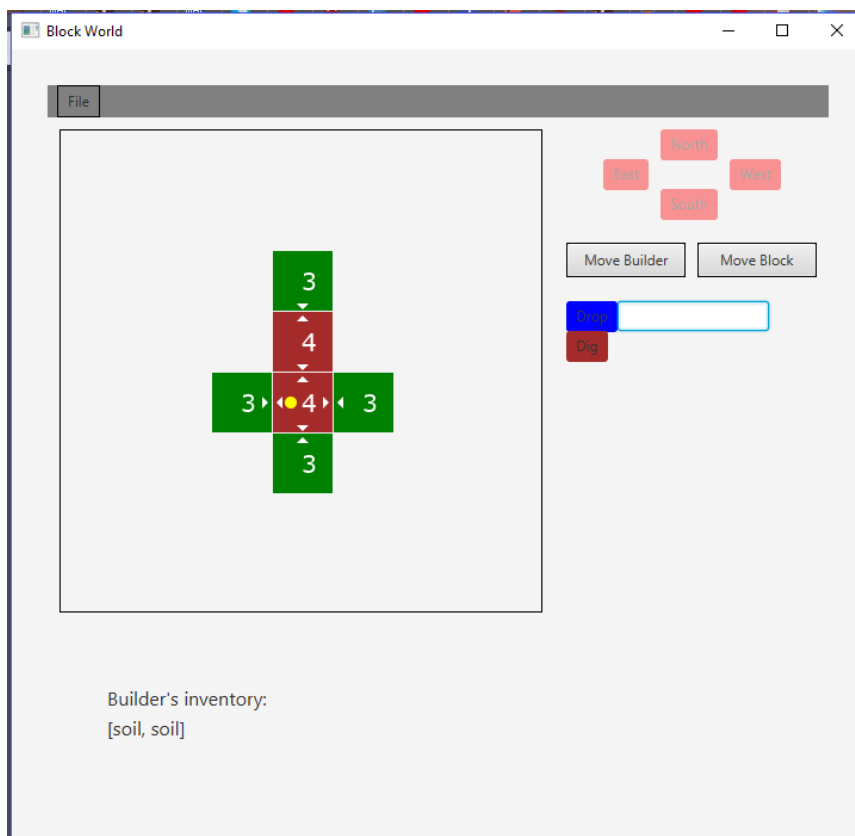 Block World
File
North
East West
South
Move Builder Move Block
Drop
Dig
3
4
3 4 3
3
Builder's inventory:
[soil, soil]